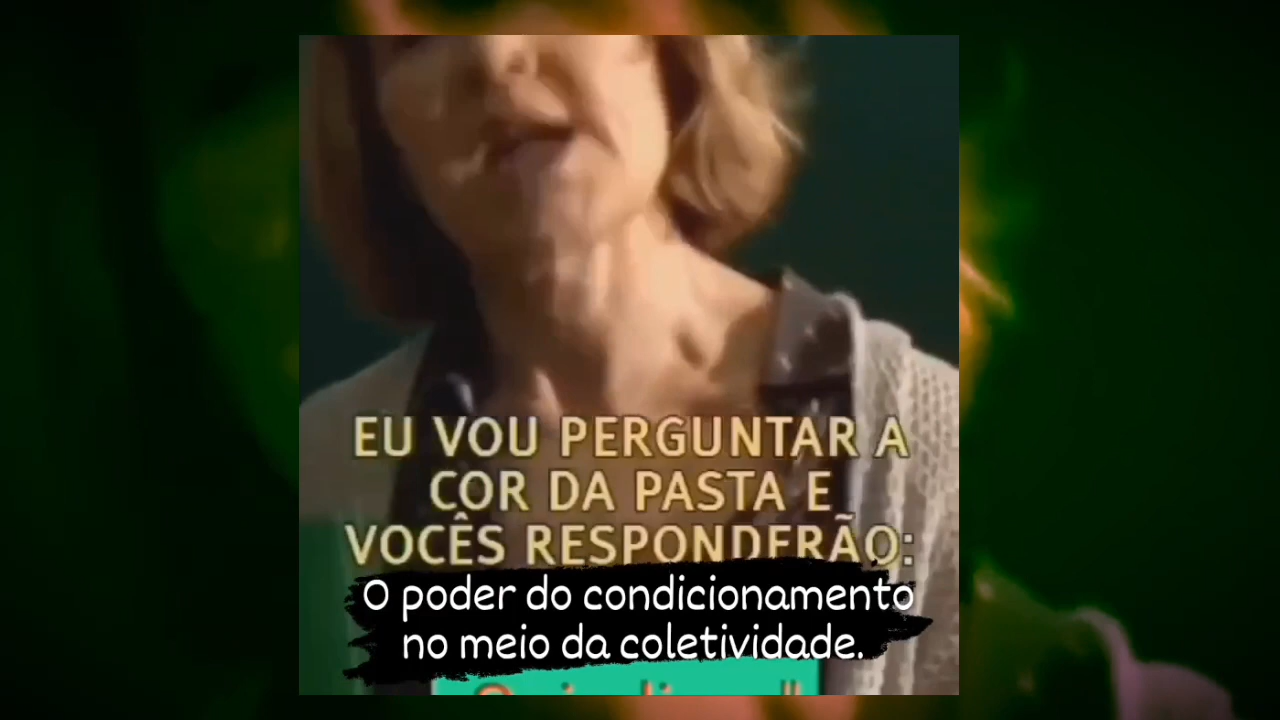 EU VOU PERGUNTAR A
COR DA PASTA E
VOCÊS RESPONDERÃO:
O poder do condicionamento
no meio da coletividade.